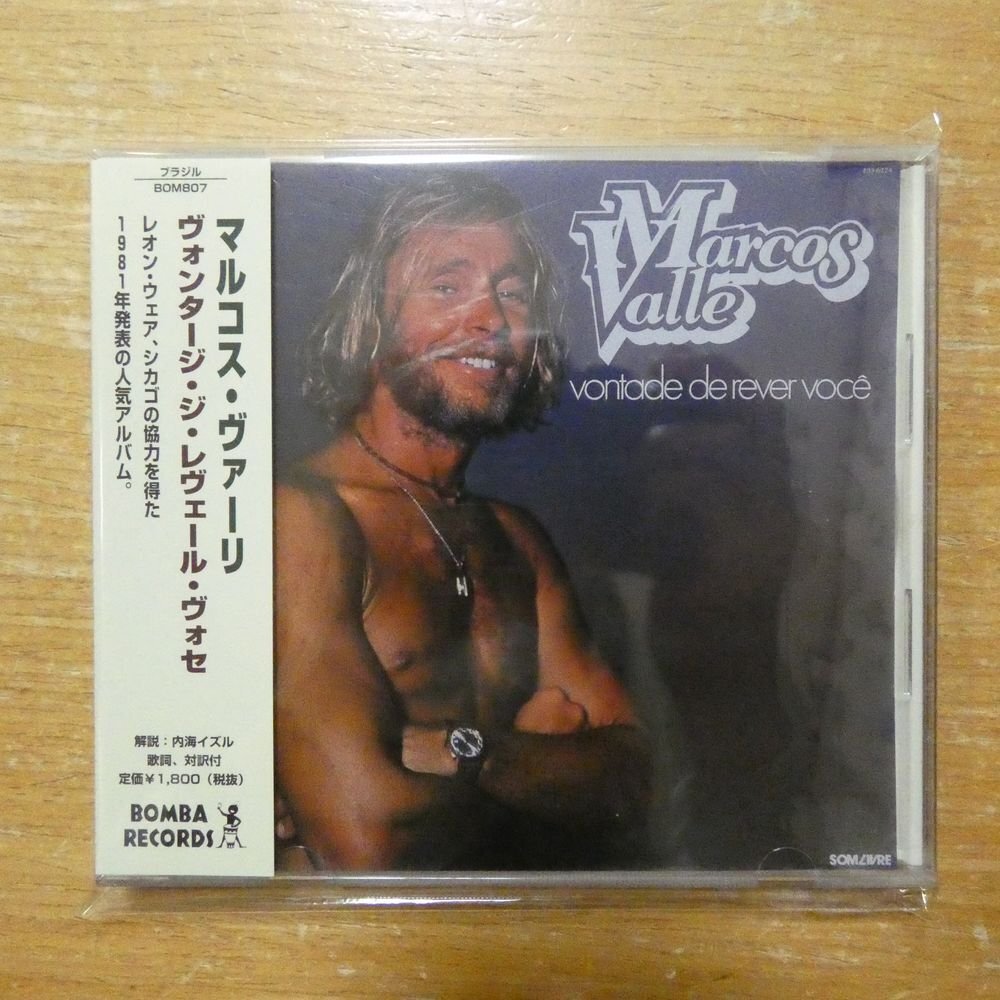 ブラジル
BOM807
マルコス・ヴァーリ
ヴォンタージ・ジ・レヴェール・ヴォセ
レオン・ウェア、シカゴの協力を得た
1981年発表の人気アルバム。
解説：内海イズル
歌詞、対訳付
定価￥1,800（税抜）
BOMBA
RECORDS
Marcos
Valle
vontade de rever você
SOM LIVRE